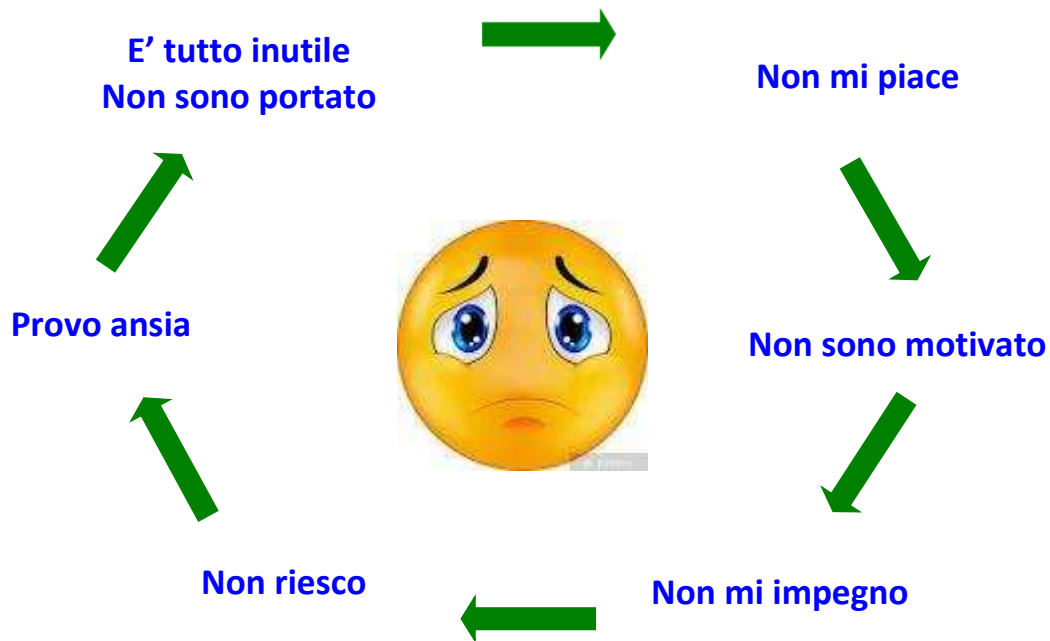 E’ tutto inutile
Non sono portato
Non mi piace
Non sono motivato
Non mi impegno
Non riesco
Provo ansia